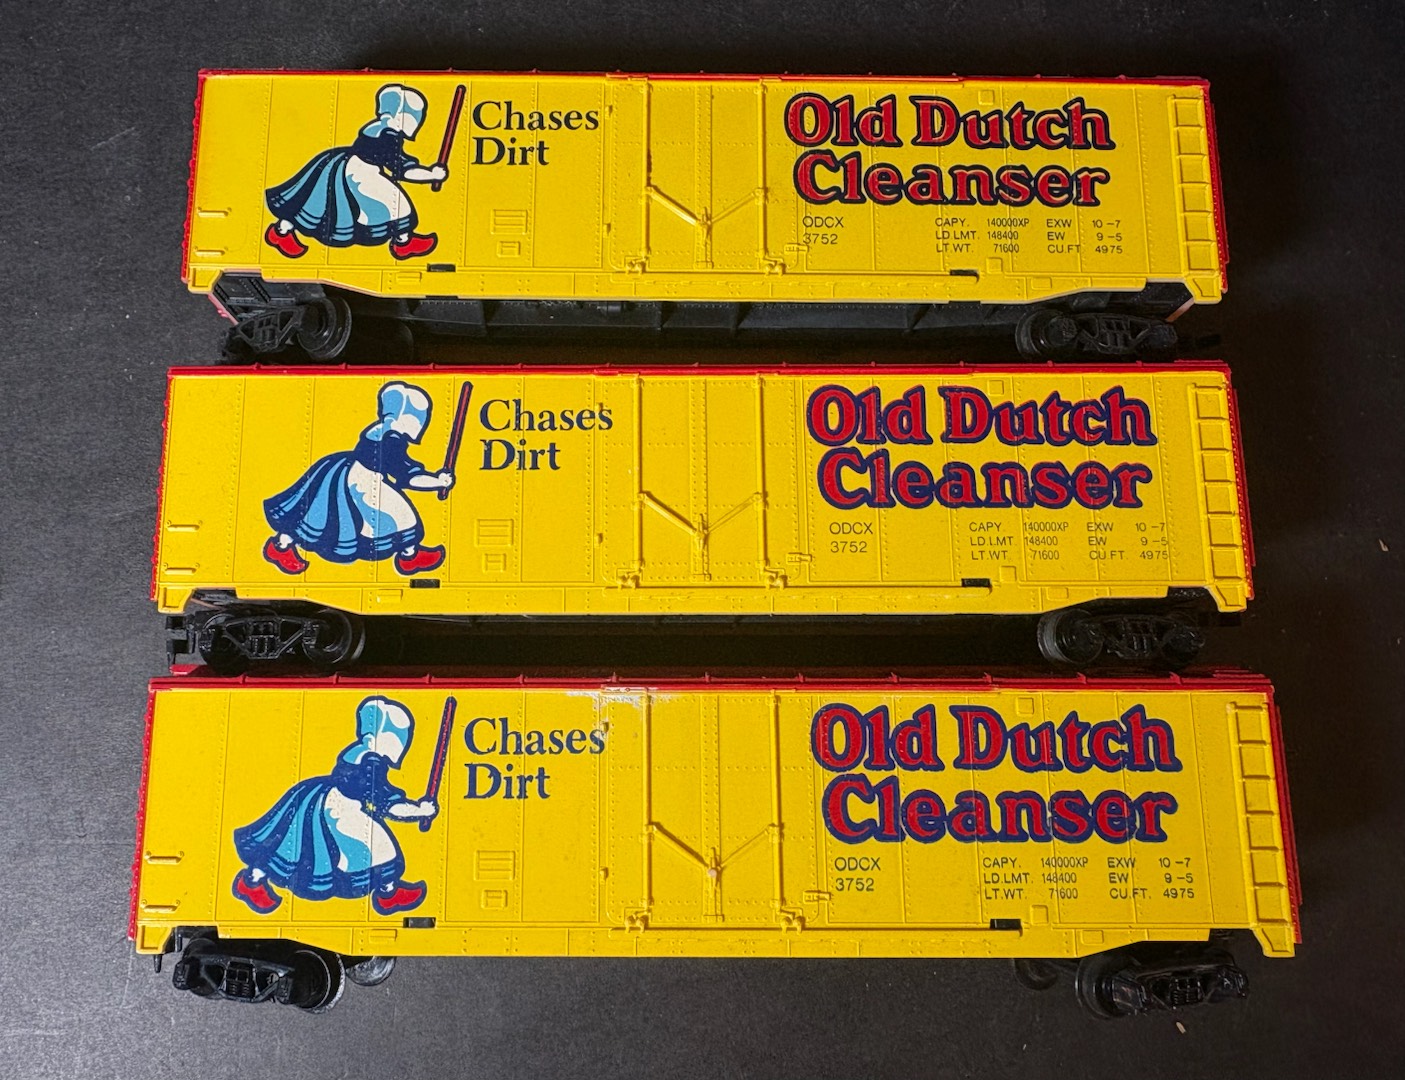 Chases
Dirt
Old Dutch
Cleanser
ODCX
3752
CAPY. 140000XP EXW 10-7
LD.LMT. 148400 EW 9-5
LT.WT. 71600 CU.FT. 4975
Chases
Dirt
Old Dutch
Cleanser
ODCX
3752
CAPY. 140000XP EXW 10-7
LD.LMT. 148400 EW 9-5
LT.WT. 71600 CU.FT. 4975
Chases
Dirt
Old Dutch
Cleanser
ODCX
3752
CAPY. 140000XP EXW 10-7
LD.LMT. 148400 EW 9-5
LT.WT. 71600 CU.FT. 4975